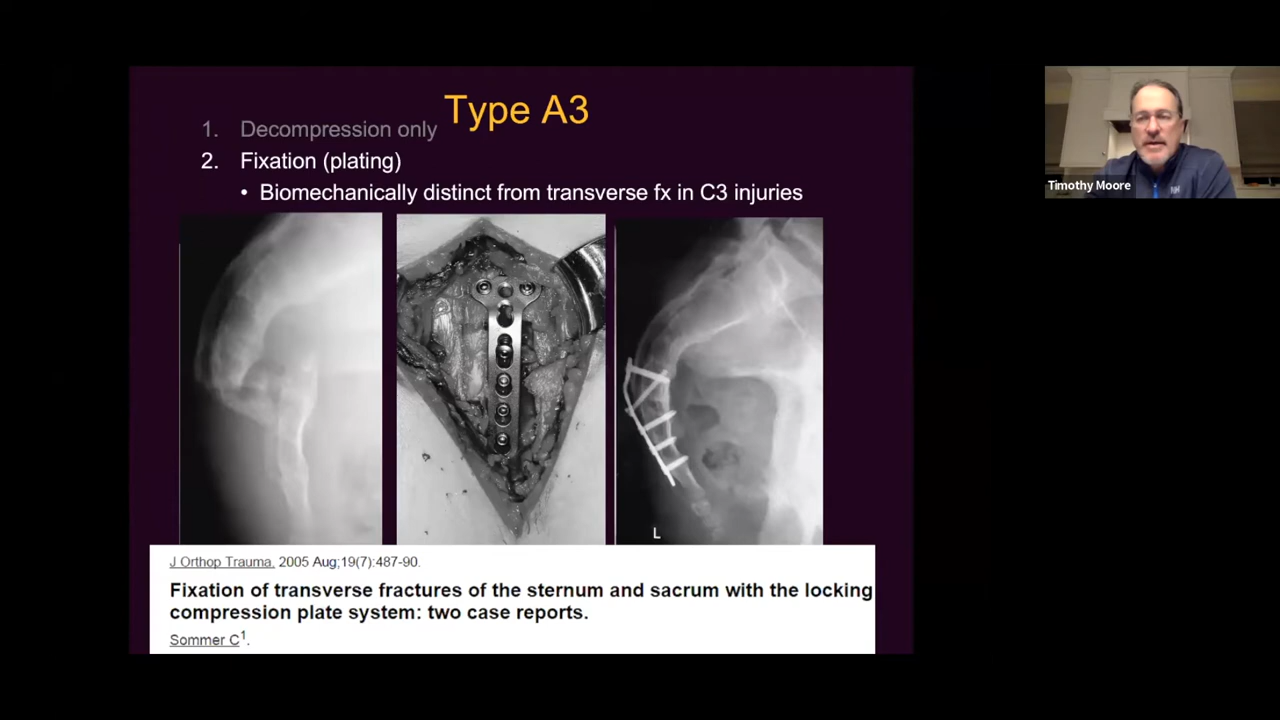 Type A3
1. Decompression only
2. Fixation (plating)
• Biomechanically distinct from transverse fx in C3 injuries
L
J Orthop Trauma. 2005 Aug;19(7):487-90.
Fixation of transverse fractures of the sternum and sacrum with the locking
compression plate system: two case reports.
Sommer C1.
Timothy Moore